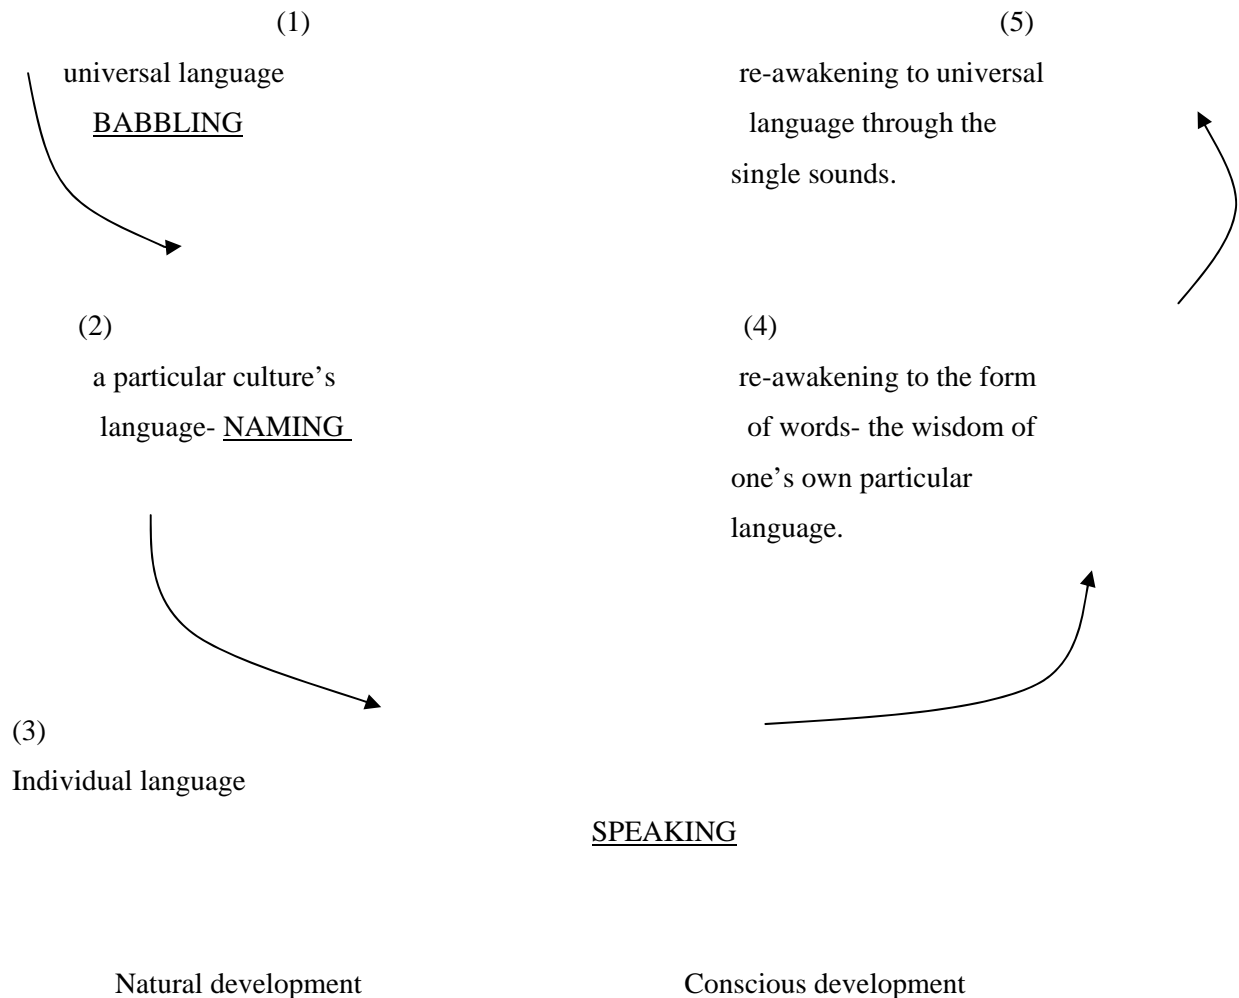 (1)
universal language
BABBLING
(5)
re-awakening to universal
language through the
single sounds.
(2)
a particular culture's
language- NAMING
(4)
re-awakening to the form
of words- the wisdom of
one's own particular
language.
(3)
Individual language
SPEAKING
Natural development
Conscious development